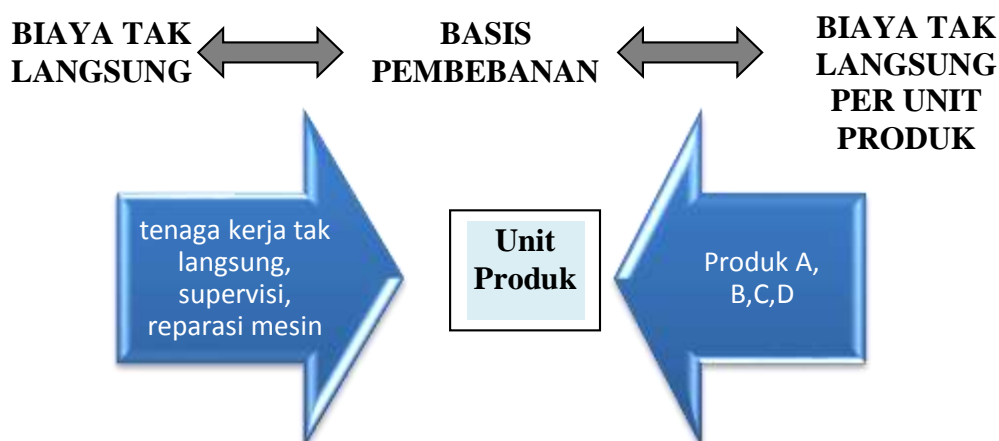 BIAYA TAK
LANGSUNG
BASIS
PEMBEBANAN
BIAYA TAK
LANGSUNG
PER UNIT
PRODUK
tenaga kerja tak
langsung,
supervisi,
reparasi mesin
Unit
Produk
Produk A,
B,C,D